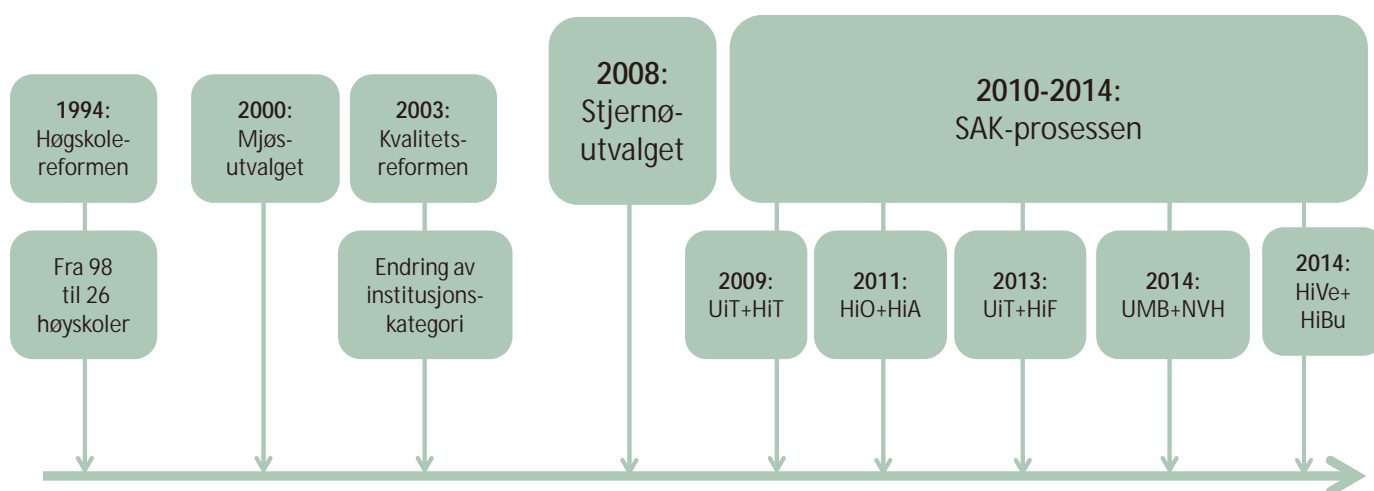 1994:
Høgskole-
reformen
2000:
Mjøs-
utvalget
2003:
Kvalitets-
reformen
2008:
Stjernø-
utvalget
2010-2014:
SAK-prosessen
Fra 98
til 26
høyskoler
Endring av
institusjons-
kategori
2009:
UiT+HiT
2011:
HiO+HiA
2013:
UiT+HiF
2014:
UMB+NVH
2014:
HiVe+
HiBu